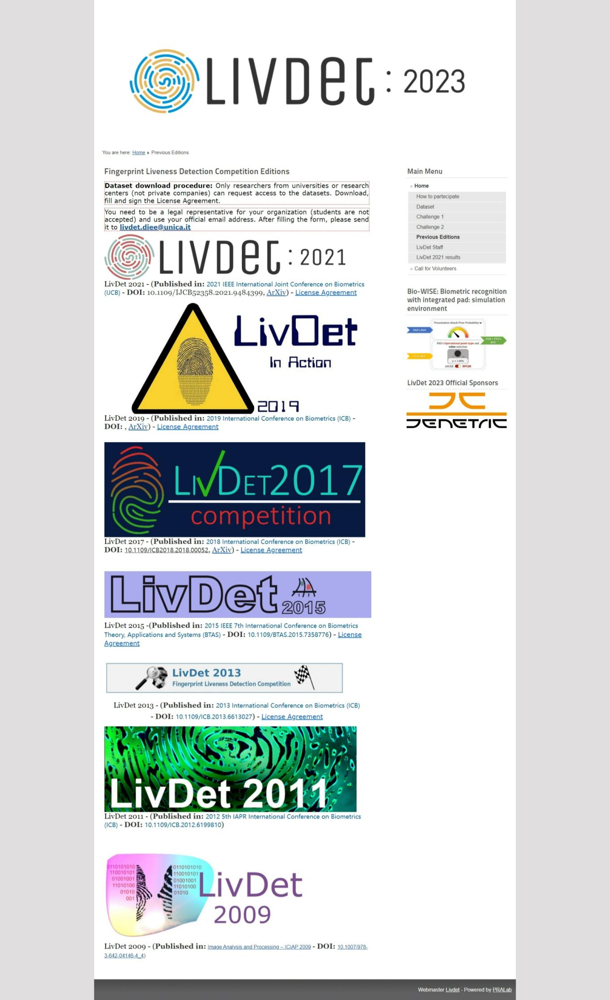 LIVDET: 2023
You are here: Home Previous Editions
Fingerprint Liveness Detection Competition Editions
Dataset download procedure: Only researchers from universities or research
centers (not private companies) can request access to the datasets. Download,
fill and sign the License Agreement.
You need to be a legal representative for your organization (students are not
accepted) and use your official email address. After filling the form, please send
it to livdet.diee@unica.it
LIVDET: 2021
LivDet 2021 - (Published in: 2021 IEEE International Joint Conference on Biometrics
(IJCB) - DOI: 10.1109/IJCB52358.2021.9484399, ArXiv) - License Agreement
LivDet
In Action
2019
LivDet 2019 - (Published in: 2019 International Conference on Biometrics (ICB) -
DOI: , ArXiv) - License Agreement
LIVDET2017
competition
LivDet 2017 - (Published in: 2018 International Conference on Biometrics (ICB) -
DOI: 10.1109/ICB2018.2018.00052, ArXiv) - License Agreement
LivDet
1 2
2015
LivDet 2015 -(Published in: 2015 IEEE 7th International Conference on Biometrics
Theory, Applications and Systems (BTAS) - DOI: 10.1109/BTAS.2015.7358776) - License
Agreement
LivDet 2013
Fingerprint Liveness Detection Competition
LivDet 2013 - (Published in: 2013 International Conference on Biometrics (ICB)
- DOI: 10.1109/ICB.2013.6613027) - License Agreement
LivDet 2011
LivDet 2011 - (Published in: 2012 5th IAPR International Conference on Biometrics
(ICB) - DOI: 10.1109/ICB.2012.6199810)
0110101010 0110101010
110010101 110010101
01001001 01001001
11010100 11010100
01010 01010
001
LivDet
2009
LivDet 2009 - (Published in: Image Analysis and Processing – ICIAP 2009 - DOI: 10.1007/978-
3-642-04146-4_4)
Main Menu
Home
How to partecipate
Dataset
Challenge 1
Challenge 2
Previous Editions
LivDet Staff
LivDet 2021 results
Call for Volunteers
Bio-WISE: Biometric recognition
with integrated pad: simulation
environment
Presentation Attack Prior Probability w
PAD's ROC
PAD + FVS's
ROC
PAD's Operational point type and
value selection
FVS's ROC
p = 1.00%
APCER BPCER
LivDet 2023 Official Sponsors
JENETRIC
Webmaster Livdet - Powered by PRALab